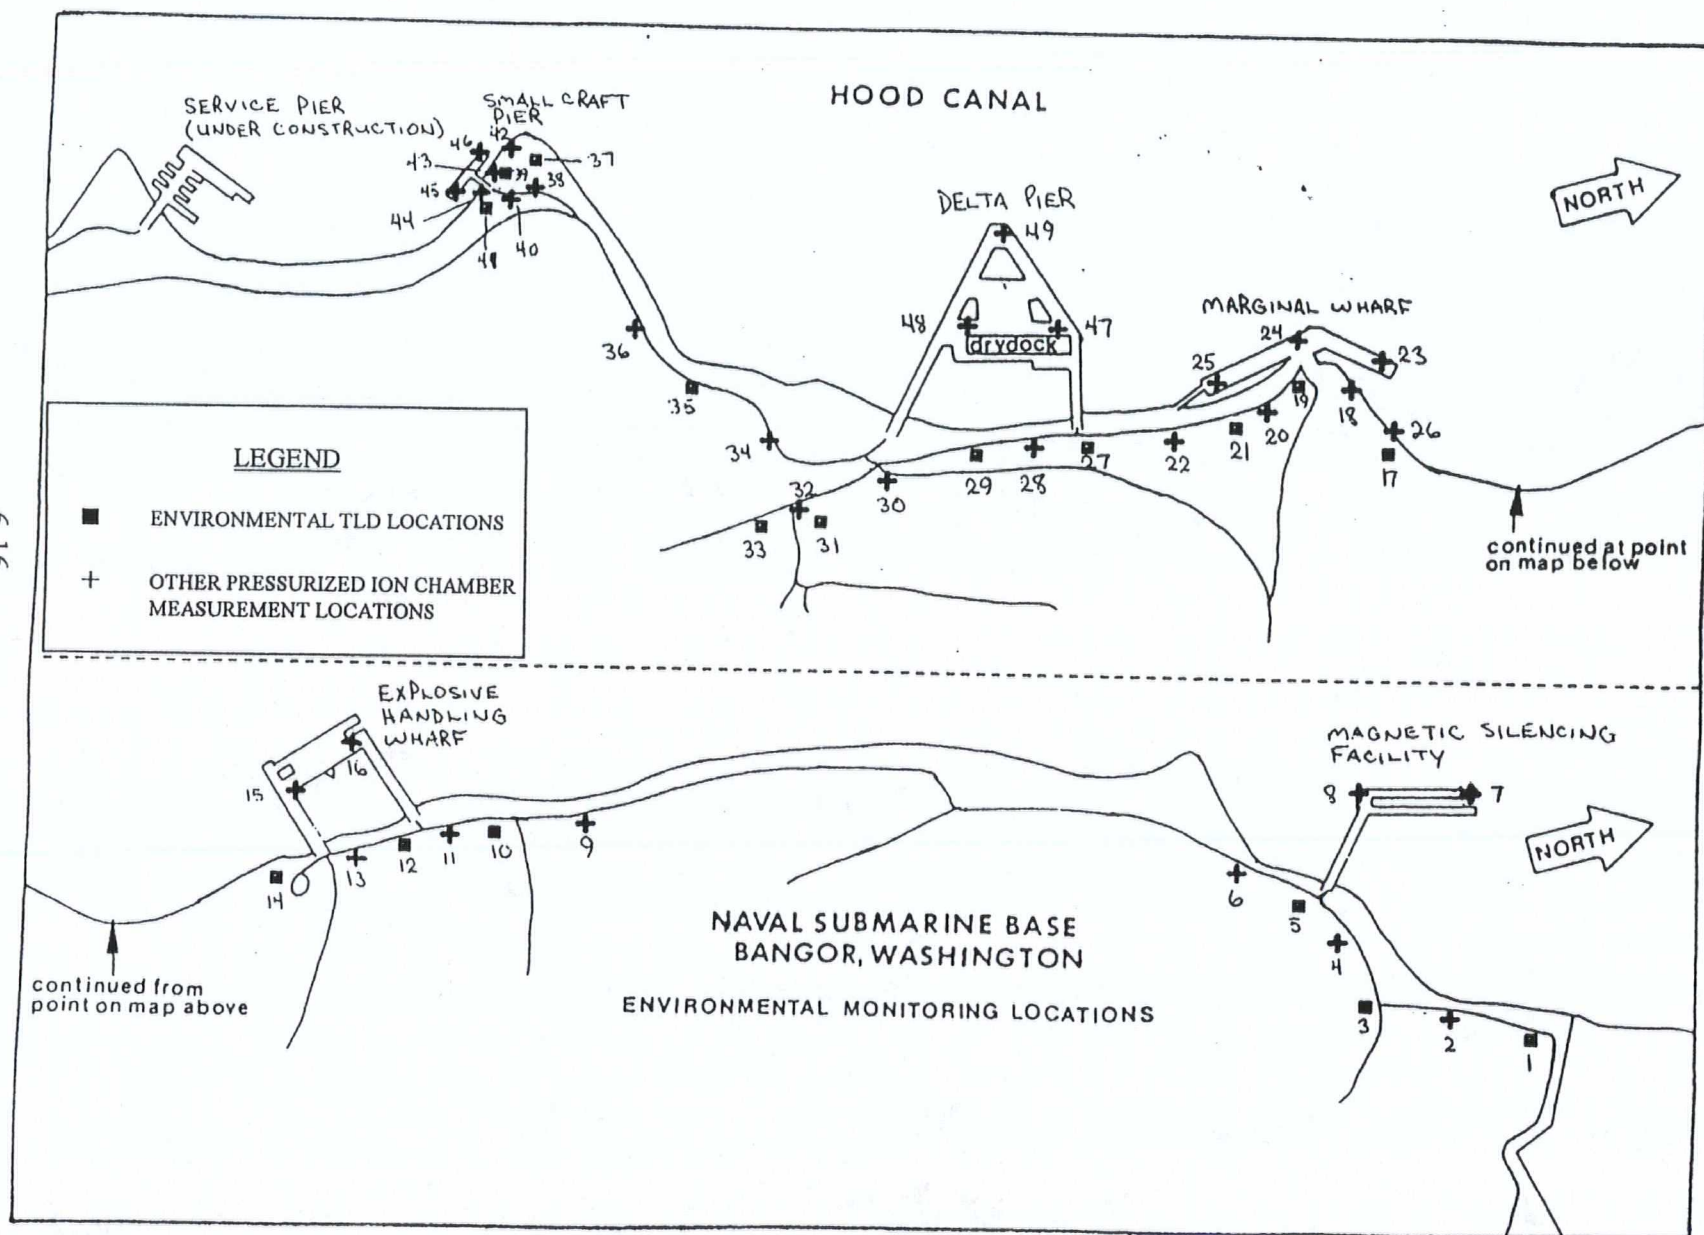 HOOD CANAL
SERVICE PIER
(UNDER CONSTRUCTION)
SMALL CRAFT
PIER
46
42
43
37
39
38
45
44
40
41
NORTH
DELTA PIER
49
48
47
drydock
MARGINAL WHARF
24
23
25
36
35
34
19
18
20
26
21
22
27
28
29
30
17
32
33
31
continued at point
on map below
LEGEND
ENVIRONMENTAL TLD LOCATIONS
OTHER PRESSURIZED ION CHAMBER
MEASUREMENT LOCATIONS
EXPLOSIVE
HANDLING
WHARF
16
15
MAGNETIC SILENCING
FACILITY
8
7
NORTH
14
13
12
11
10
9
6
5
4
3
2
1
NAVAL SUBMARINE BASE
BANGOR, WASHINGTON
ENVIRONMENTAL MONITORING LOCATIONS
continued from
point on map above